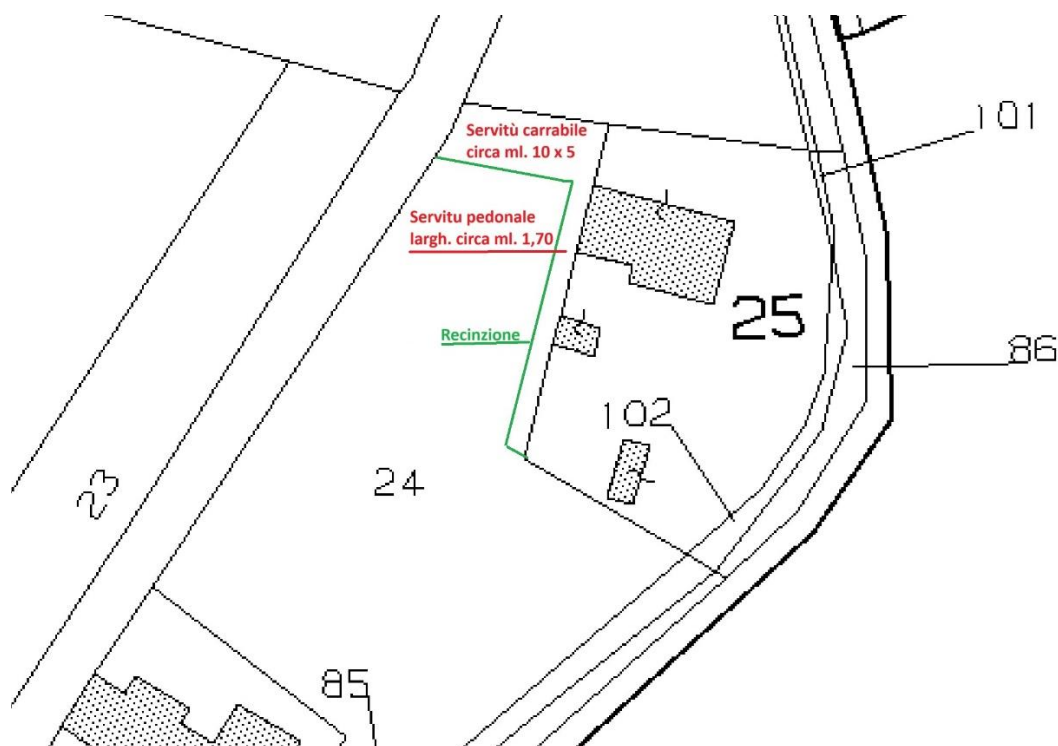 101
Servitù carrabile
circa ml. 10 x 5
Servitu pedonale
largh. circa ml. 1,70
25
Recinzione
86
102
24
23
85